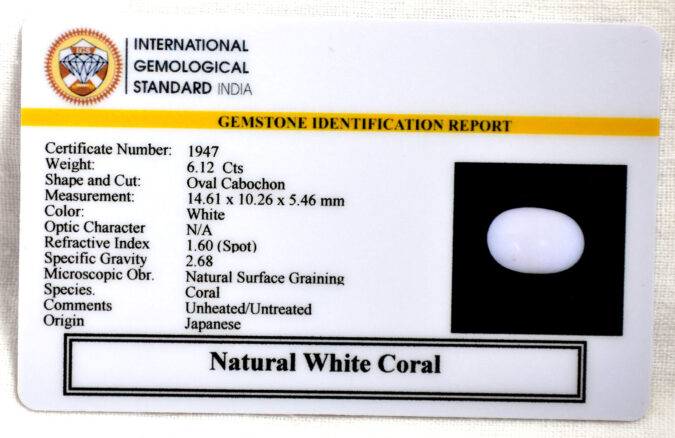 IGS
INTERNATIONAL
GEMOLOGICAL
STANDARD INDIA
GEMSTONE IDENTIFICATION REPORT
Certificate Number: 1947
Weight: 6.12 Cts
Shape and Cut: Oval Cabochon
Measurement: 14.61 x 10.26 x 5.46 mm
Color: White
Optic Character N/A
Refractive Index 1.60 (Spot)
Specific Gravity 2.68
Microscopic Obr. Natural Surface Graining
Species. Coral
Comments Unheated/Untreated
Origin Japanese
Natural White Coral